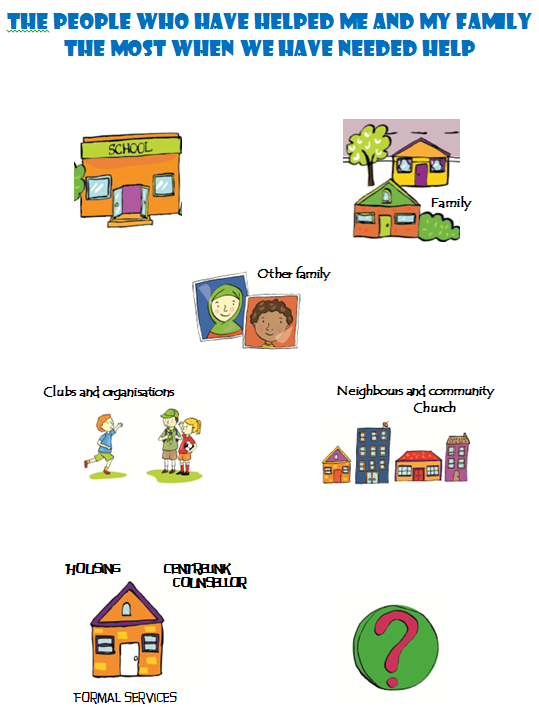 THE PEOPLE WHO HAVE HELPED ME AND MY FAMILY
THE MOST WHEN WE HAVE NEEDED HELP
SCHOOL
Family
Other family
Clubs and organisations
Neighbours and community
Church
HOUSING
CENTRELINK
COUNSELLOR
FORMAL SERVICES
?